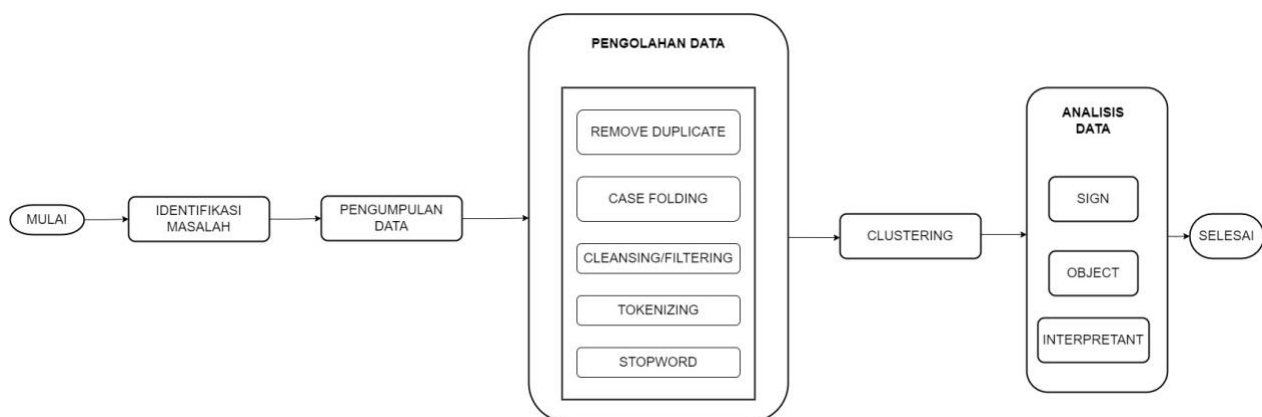 MULAI
IDENTIFIKASI
MASALAH
PENGUMPULAN
DATA
PENGOLAHAN DATA
REMOVE DUPLICATE
CASE FOLDING
CLEANSING/FILTERING
TOKENIZING
STOPWORD
CLUSTERING
ANALISIS
DATA
SIGN
OBJECT
INTERPRETANT
SELESAI